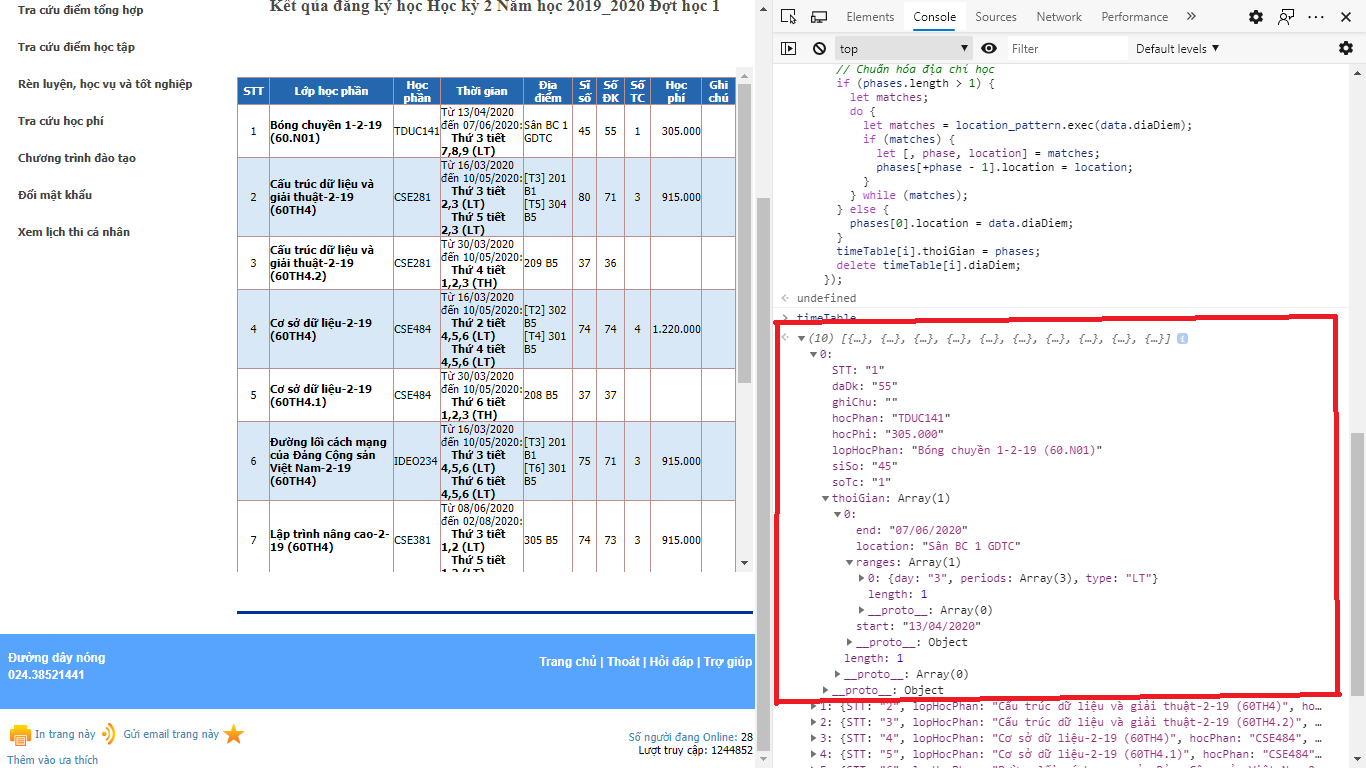 Tra cứu điểm tổng hợp
Tra cứu điểm học tập
Rèn luyện, học vụ và tốt nghiệp
Tra cứu học phí
Chương trình đào tạo
Đổi mật khẩu
Xem lịch thi cá nhân
Kết qủa đăng ký học Học kỳ 2 Năm học 2019_2020 Đợt học 1
STT Lớp học phần Học phần Thời gian Địa điểm Sĩ số Số ĐK Số TC Học phí Ghi chú
1 Bóng chuyền 1-2-19 (60.N01) TDUC141 Từ 13/04/2020 đến 07/06/2020: Thứ 3 tiết 7,8,9 (LT) Sân BC 1 GDTC 45 55 1 305.000
2 Cấu trúc dữ liệu và giải thuật-2-19 (60TH4) CSE281 Từ 16/03/2020 đến 10/05/2020: Thứ 3 tiết 2,3 (LT) Thứ 5 tiết 2,3 (LT) [T3] 201 B1 [T5] 304 B5 80 71 3 915.000
3 Cấu trúc dữ liệu và giải thuật-2-19 (60TH4.2) CSE281 Từ 30/03/2020 đến 10/05/2020: Thứ 4 tiết 1,2,3 (TH) 209 B5 37 36
4 Cơ sở dữ liệu-2-19 (60TH4) CSE484 Từ 16/03/2020 đến 10/05/2020: Thứ 2 tiết 4,5,6 (LT) Thứ 4 tiết 4,5,6 (LT) [T2] 302 B5 [T4] 301 B5 74 74 4 1.220.000
5 Cơ sở dữ liệu-2-19 (60TH4.1) CSE484 Từ 30/03/2020 đến 10/05/2020: Thứ 6 tiết 1,2,3 (TH) 208 B5 37 37
6 Đường lối cách mạng của Đảng Cộng sản Việt Nam-2-19 (60TH4) IDEO234 Từ 16/03/2020 đến 10/05/2020: Thứ 3 tiết 4,5,6 (LT) Thứ 6 tiết 4,5,6 (LT) [T3] 201 B1 [T6] 301 B5 75 71 3 915.000
7 Lập trình nâng cao-2-19 (60TH4) CSE381 Từ 08/06/2020 đến 02/08/2020: Thứ 3 tiết 1,2 (LT) Thứ 5 tiết 305 B5 74 73 3 915.000
Đường dây nóng
024.38521441
Trang chủ | Thoát | Hỏi đáp | Trợ giúp
In trang này Gửi email trang này
Thêm vào ưa thích
Số người đang Online: 28
Lượt truy cập: 1244852
Elements Console Sources Network Performance
top Filter Default levels
// Chuẩn hóa địa chỉ học
if (phases.length > 1) {
let matches;
do {
let matches = location_pattern.exec(data.diaDiem);
if (matches) {
let [, phase, location] = matches;
phases[+phase - 1].location = location;
}
} while (matches);
} else {
phases[0].location = data.diaDiem;
}
timeTable[i].thoiGian = phases;
delete timeTable[i].diaDiem;
});
undefined
timeTable
(10) [{…}, {…}, {…}, {…}, {…}, {…}, {…}, {…}, {…}, {…}]
0:
STT: "1"
daDk: "55"
ghiChu: ""
hocPhan: "TDUC141"
hocPhi: "305.000"
lopHocPhan: "Bóng chuyền 1-2-19 (60.N01)"
siSo: "45"
soTc: "1"
thoiGian: Array(1)
0:
end: "07/06/2020"
location: "Sân BC 1 GDTC"
ranges: Array(1)
0: {day: "3", periods: Array(3), type: "LT"}
length: 1
__proto__: Array(0)
start: "13/04/2020"
__proto__: Object
length: 1
__proto__: Array(0)
__proto__: Object
1: {STT: "2", lopHocPhan: "Cấu trúc dữ liệu và giải thuật-2-19 (60TH4)", ho…
2: {STT: "3", lopHocPhan: "Cấu trúc dữ liệu và giải thuật-2-19 (60TH4.2)", …
3: {STT: "4", lopHocPhan: "Cơ sở dữ liệu-2-19 (60TH4)", hocPhan: "CSE484", …
4: {STT: "5", lopHocPhan: "Cơ sở dữ liệu-2-19 (60TH4.1)", hocPhan: "CSE484"…